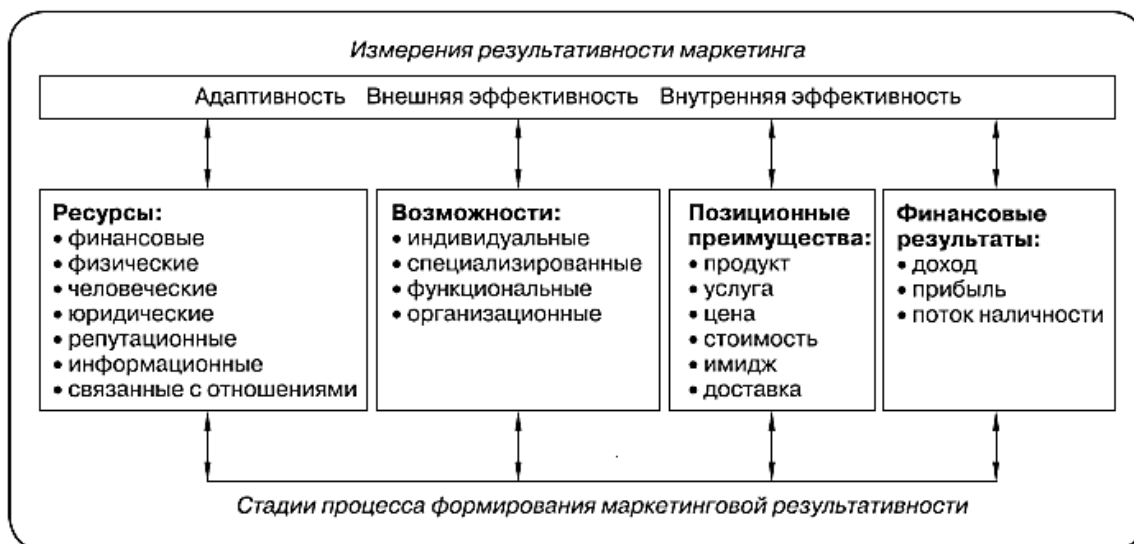 Измерения результативности маркетинга
Адаптивность Внешняя эффективность Внутренняя эффективность
Ресурсы:
• финансовые
• физические
• человеческие
• юридические
• репутационные
• информационные
• связанные с отношениями
Возможности:
• индивидуальные
• специализированные
• функциональные
• организационные
Позиционные
преимущества:
• продукт
• услуга
• цена
• стоимость
• имидж
• доставка
Финансовые
результаты:
• доход
• прибыль
• поток наличности
Стадии процесса формирования маркетинговой результативности